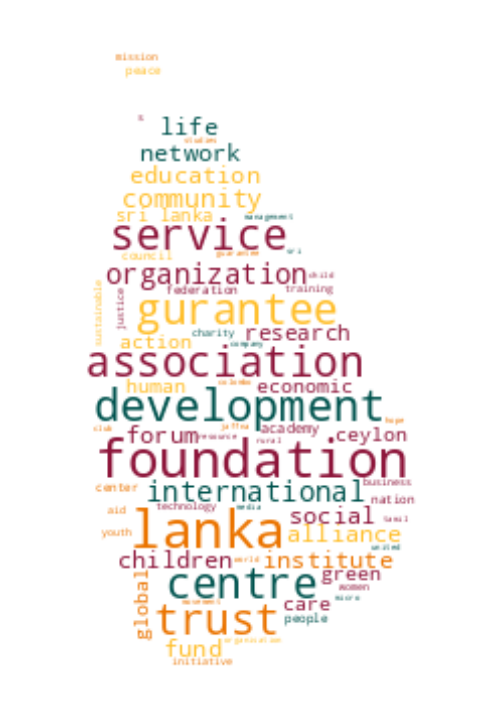 mission
peace
g
life
studies
network
education
community
sri lanka management
service
council guarantee sri
organization child
sustainable justice federation training
gurantee
charity research
action company
association
human colombo economic
development
club jaffna academy hope
forum resource rural ceylon
foundation
center international business
aid technology media nation
lanka social tamil
youth alliance united
children world institute
centre green
global women
movement care micro
trust people
fund organisation
initiative